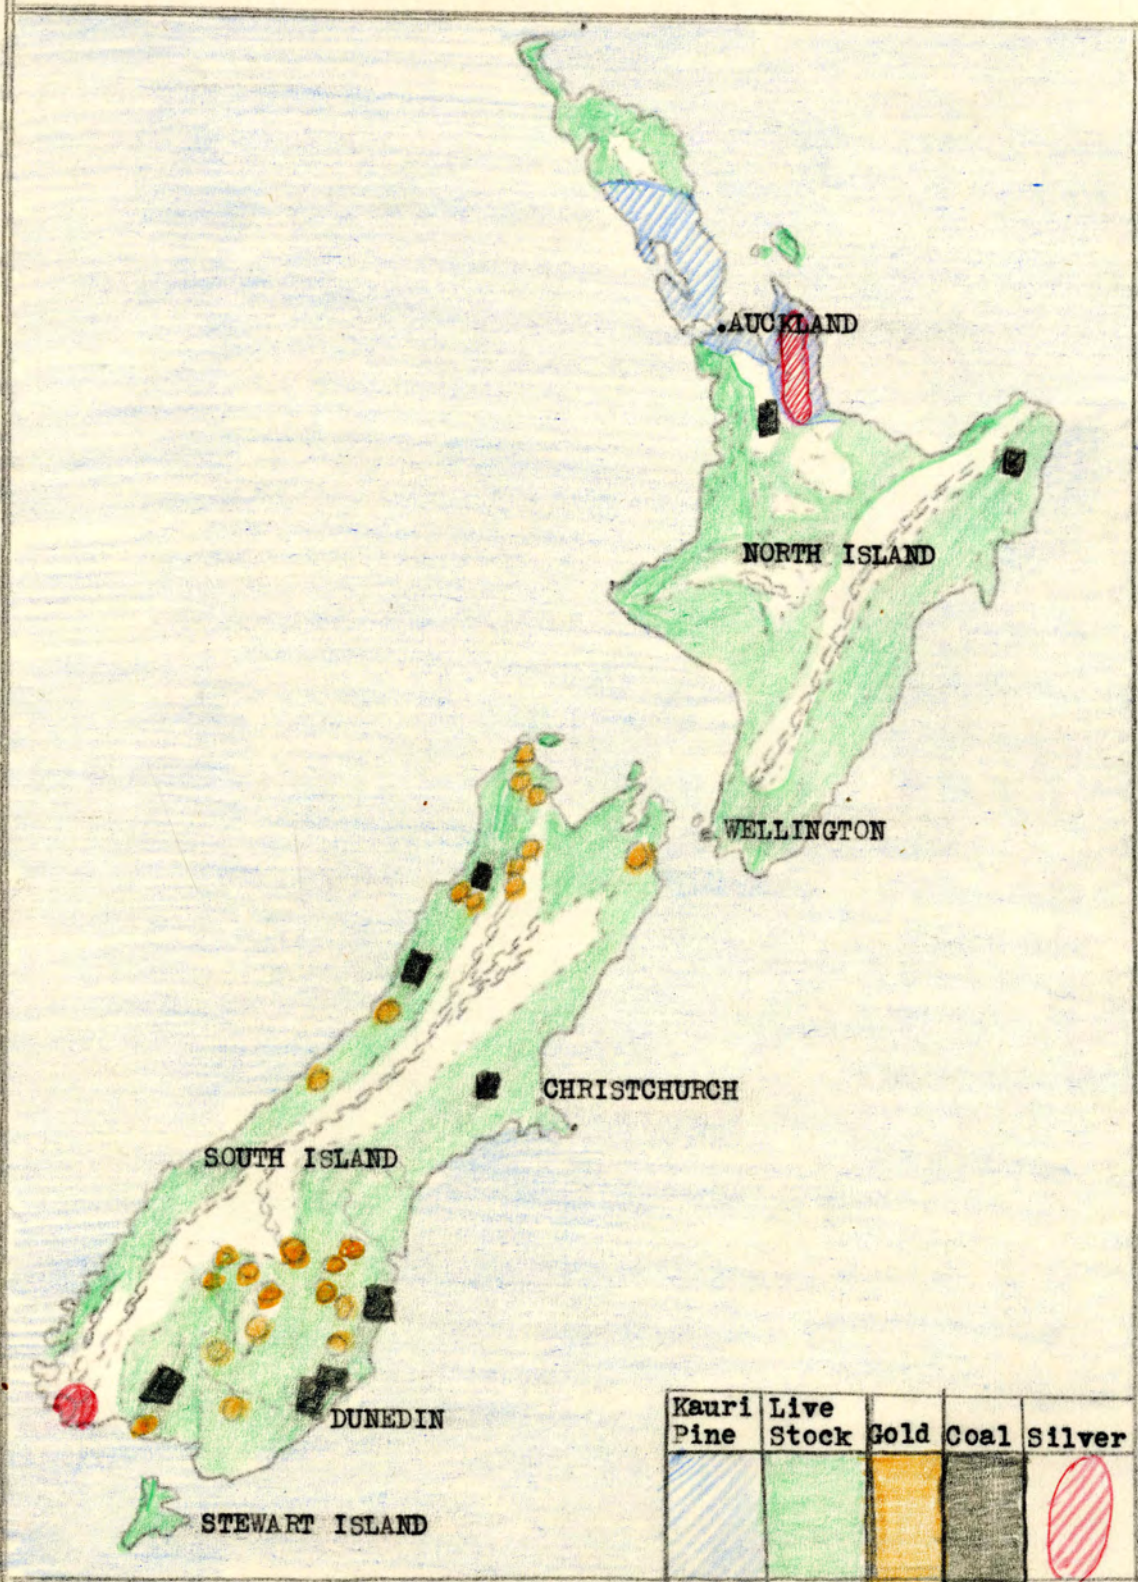 .AUCKLAND
NORTH ISLAND
WELLINGTON
CHRISTCHURCH
SOUTH ISLAND
DUNEDIN
STEWART ISLAND
Kauri
Pine
Live
Stock
Gold
Coal
Silver